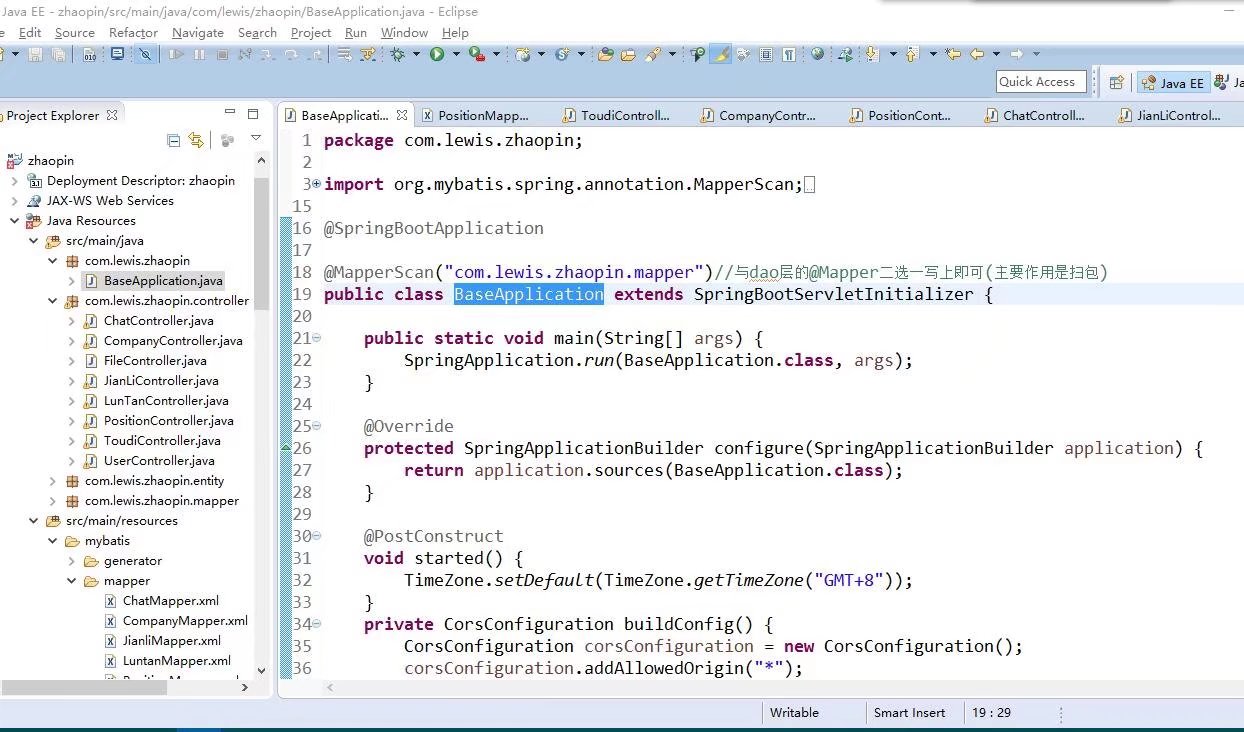 Java EE - zhaopin/src/main/java/com/lewis/zhaopin/BaseApplication.java - Eclipse
Edit Source Refactor Navigate Search Project Run Window Help
Quick Access
Java EE
Ja
Project Explorer
BaseApplicati...
PositionMapp...
ToudiControll...
CompanyContr...
PositionCont...
ChatControll...
JianLiControl...
zhaopin
Deployment Descriptor: zhaopin
JAX-WS Web Services
Java Resources
src/main/java
com.lewis.zhaopin
BaseApplication.java
com.lewis.zhaopin.controller
ChatController.java
CompanyController.java
FileController.java
JianLiController.java
LunTanController.java
PositionController.java
ToudiController.java
UserController.java
com.lewis.zhaopin.entity
com.lewis.zhaopin.mapper
src/main/resources
mybatis
generator
mapper
ChatMapper.xml
CompanyMapper.xml
JianliMapper.xml
LuntanMapper.xml
1 package com.lewis.zhaopin;
2
3 import org.mybatis.spring.annotation.MapperScan;
15
16 @SpringBootApplication
17
18 @MapperScan("com.lewis.zhaopin.mapper")//与dao层的@Mapper二选一写上即可(主要作用是扫包)
19 public class BaseApplication extends SpringBootServletInitializer {
20
21 public static void main(String[] args) {
22 SpringApplication.run(BaseApplication.class, args);
23 }
24
25 @Override
26 protected SpringApplicationBuilder configure(SpringApplicationBuilder application) {
27 return application.sources(BaseApplication.class);
28 }
29
30 @PostConstruct
31 void started() {
32 TimeZone.setDefault(TimeZone.getTimeZone("GMT+8"));
33 }
34 private CorsConfiguration buildConfig() {
35 CorsConfiguration corsConfiguration = new CorsConfiguration();
36 corsConfiguration.addAllowedOrigin("*");
Writable
Smart Insert
19 : 29